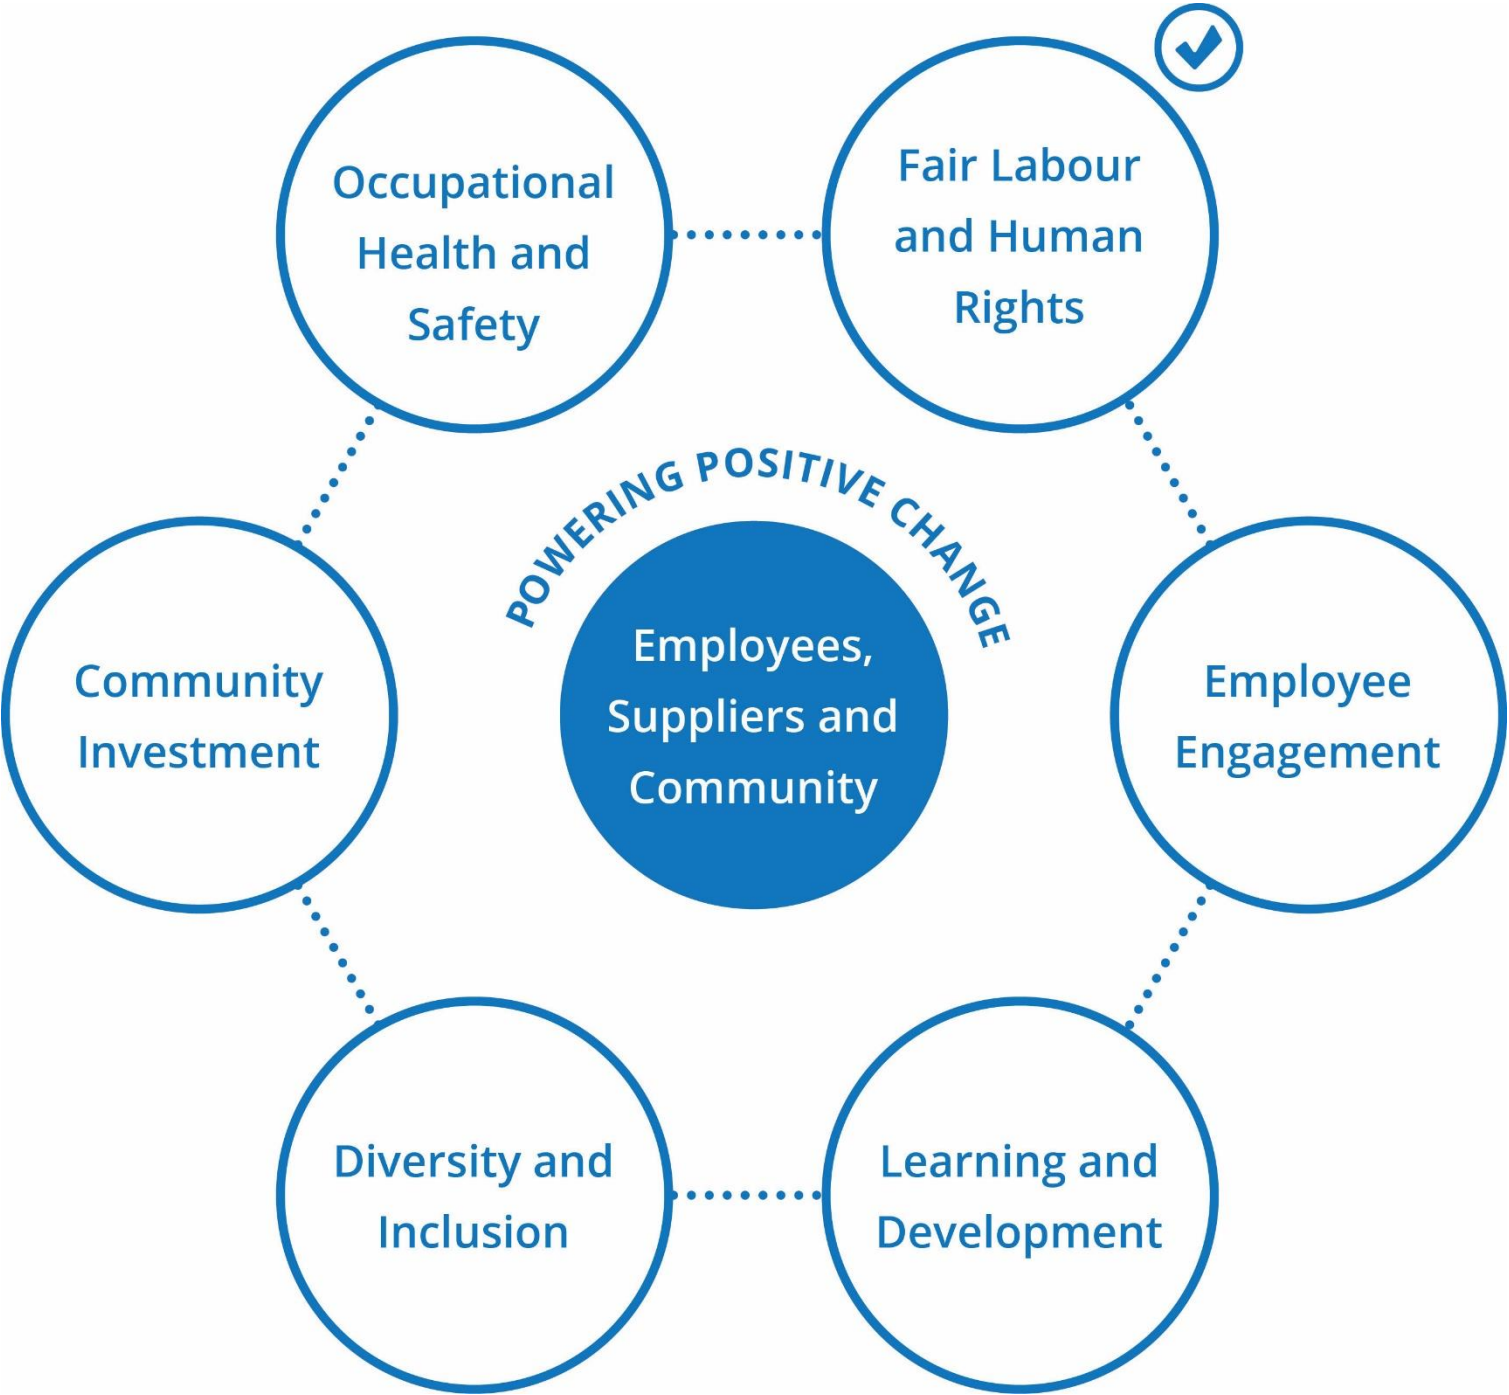 Occupational
Health and
Safety
Fair Labour
and Human
Rights
POWERING POSITIVE CHANGE
Employees,
Suppliers and
Community
Community
Investment
Employee
Engagement
Diversity and
Inclusion
Learning and
Development